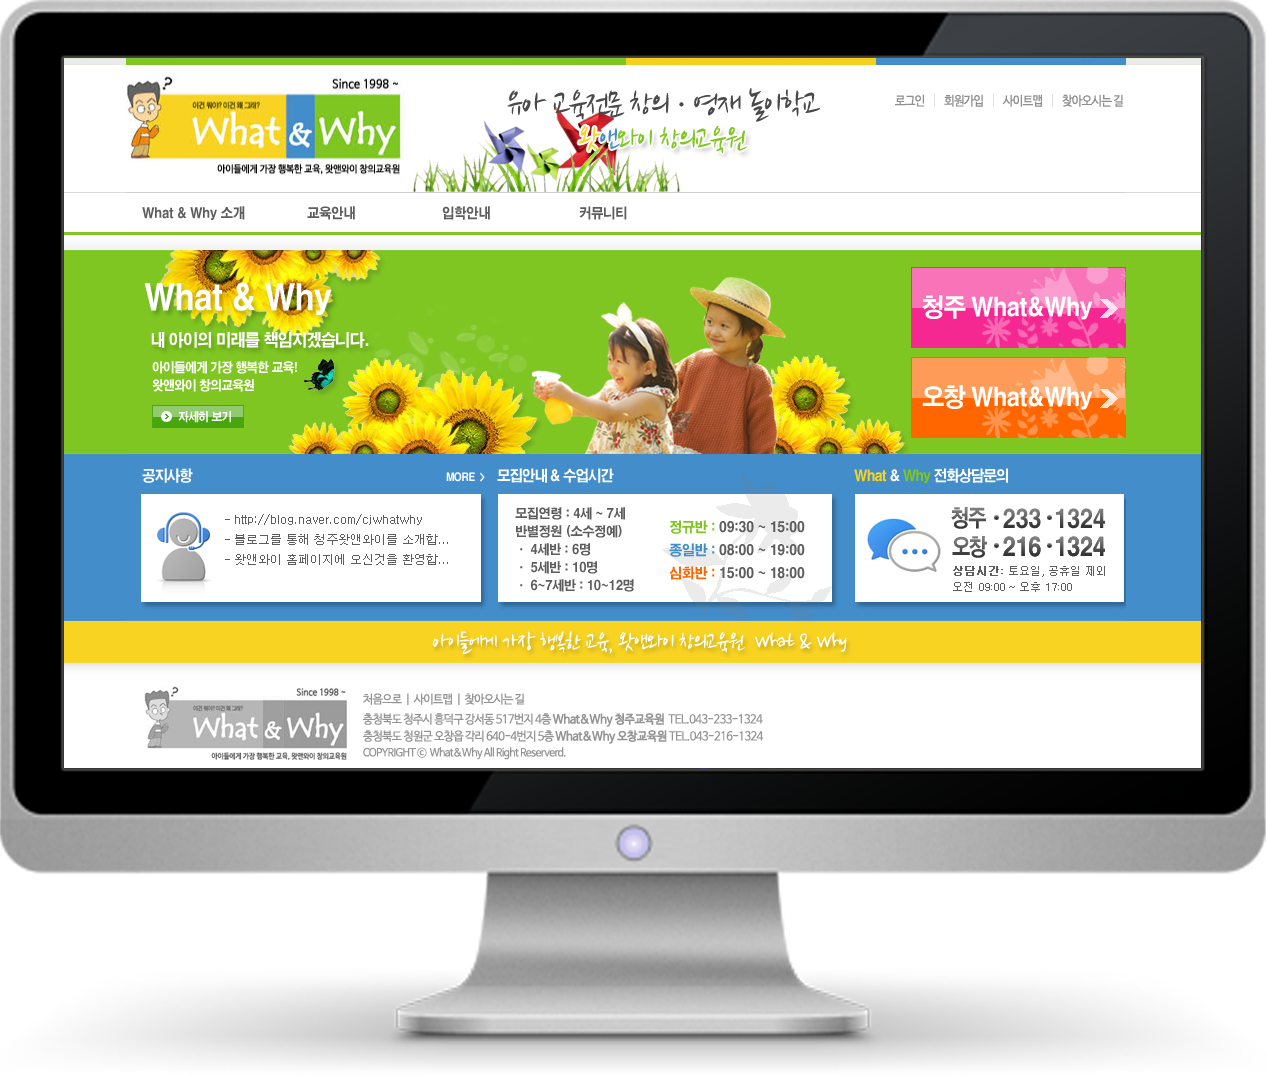 Since 1998 ~
이건 뭐야? 이건 왜 그래?
What & Why
아이들에게 가장 행복한 교육, 왓앤와이 창의교육원
유아 교육전문 창의 · 영재 놀이학교
왓앤와이 창의교육원
로그인 회원가입 사이트맵 찾아오시는 길
What & Why 소개 교육안내 입학안내 커뮤니티
What & Why
내 아이의 미래를 책임지겠습니다.
아이들에게 가장 행복한 교육!
왓앤와이 창의교육원
자세히 보기
청주 What&Why
오창 What&Why
공지사항 MORE
- http://blog.naver.com/cjwhatwhy
- 블로그를 통해 청주왓앤와이를 소개합...
- 왓앤와이 홈페이지에 오신것을 환영합...
모집안내 & 수업시간
모집연령 : 4세 ~ 7세
반별정원 (소수정예)
· 4세반 : 6명
· 5세반 : 10명
· 6~7세반 : 10~12명
정규반 : 09:30 ~ 15:00
종일반 : 08:00 ~ 19:00
심화반 : 15:00 ~ 18:00
What & Why 전화상담문의
청주 · 233 · 1324
오창 · 216 · 1324
상담시간: 토요일, 공휴일 제외
오전 09:00 ~ 오후 17:00
아이들에게 가장 행복한 교육, 왓앤와이 창의교육원 What & Why
Since 1998 ~
이건 뭐야? 이건 왜 그래?
What & Why
아이들에게 가장 행복한 교육, 왓앤와이 창의교육원
처음으로 | 사이트맵 | 찾아오시는 길
충청북도 청주시 흥덕구 강서동 517번지 4층 What&Why 청주교육원 TEL.043-233-1324
충청북도 청원군 오창읍 각리 640-4번지 5층 What&Why 오창교육원 TEL.043-216-1324
COPYRIGHT ⓒ What&Why All Right Reserverd.